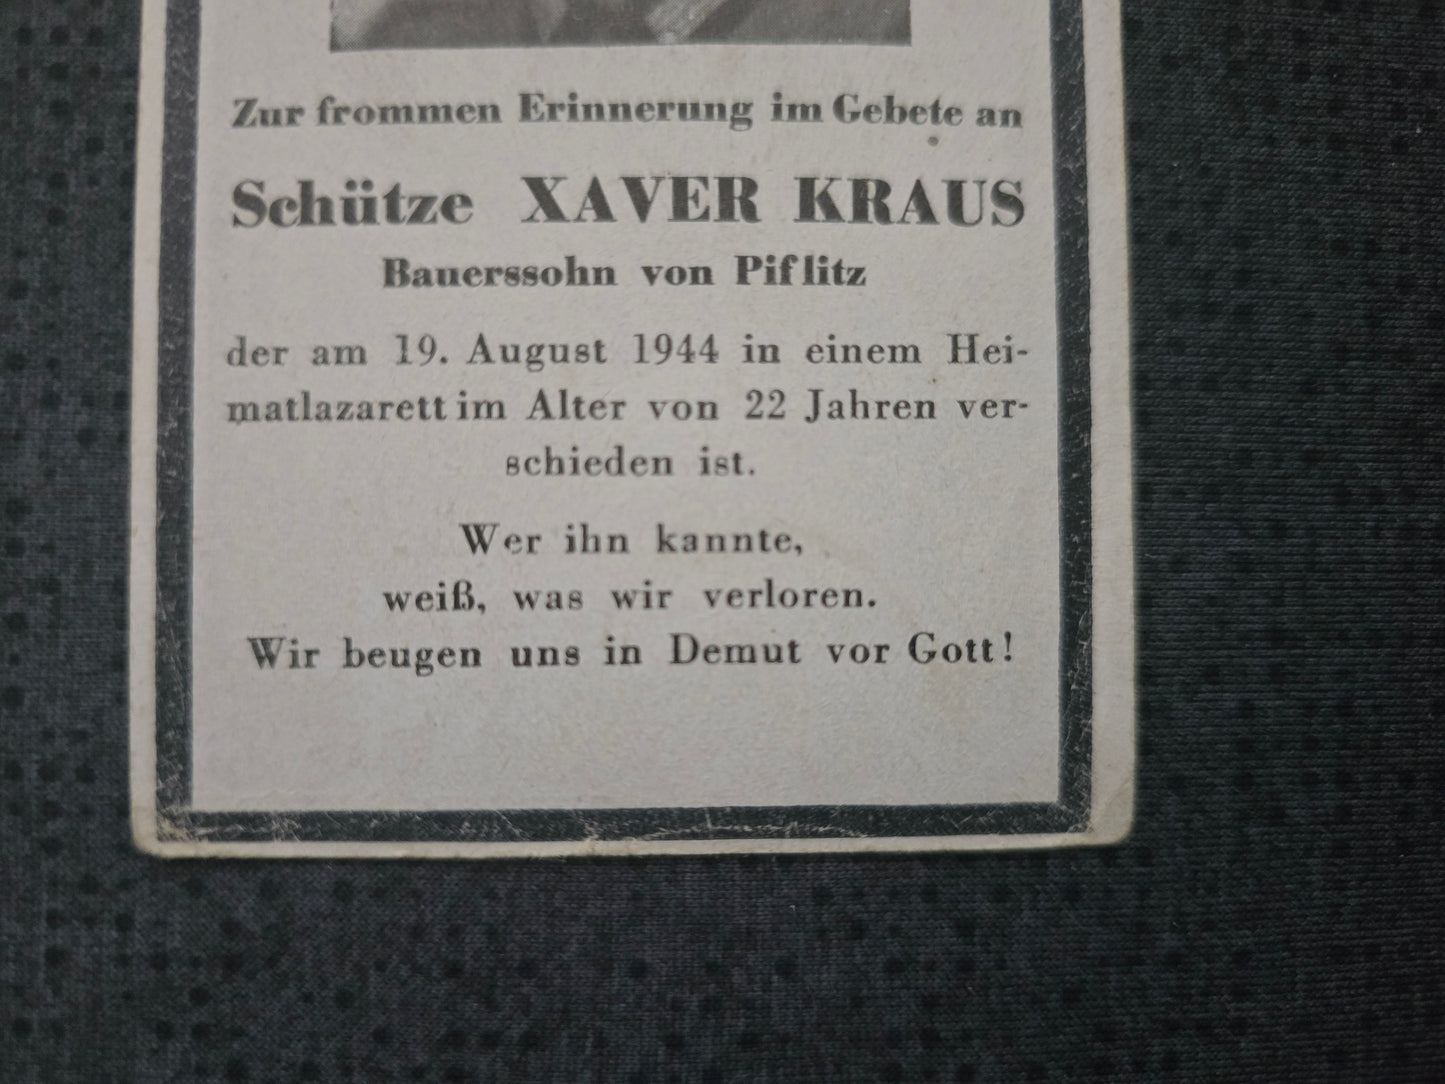 Zur frommen Erinnerung im Gebete an
Schütze XAVER KRAUS
Bauerssohn von Piflitz
der am 19. August 1944 in einem Hei-
matlazarett im Alter von 22 Jahren ver-
schieden ist.
Wer ihn kannte,
weiß, was wir verloren.
Wir beugen uns in Demut vor Gott!